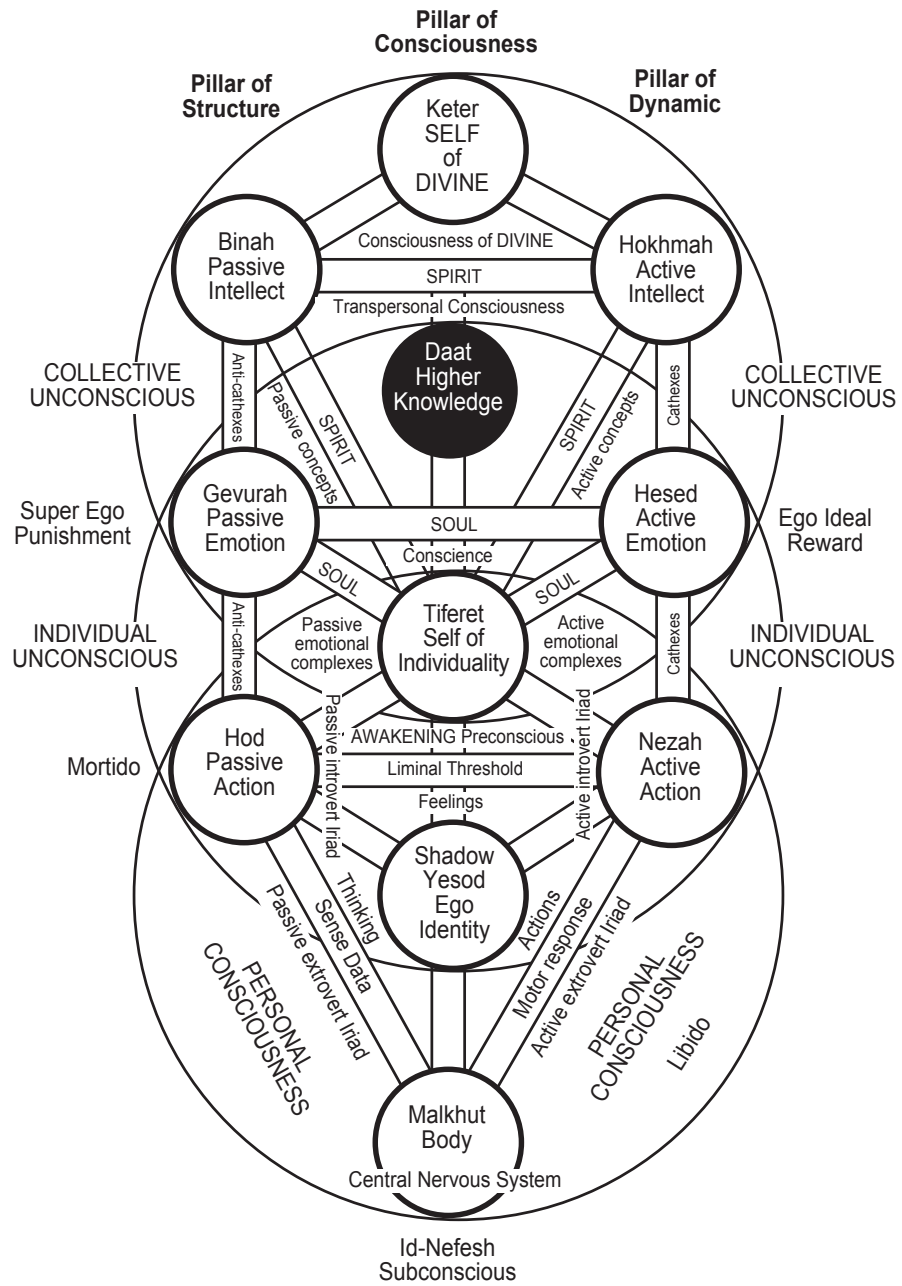 Pillar of
Consciousness
Pillar of
Structure
Pillar of
Dynamic
Keter
SELF
of
DIVINE
Binah
Passive
Intellect
Hokhmah
Active
Intellect
Consciousness of DIVINE
SPIRIT
Transpersonal Consciousness
Daat
Higher
Knowledge
COLLECTIVE
UNCONSCIOUS
Anti-cathexes
SPIRIT
Passive concepts
SPIRIT
Active concepts
Cathexes
COLLECTIVE
UNCONSCIOUS
Super Ego
Punishment
Gevurah
Passive
Emotion
SOUL
Conscience
Hesed
Active
Emotion
Ego Ideal
Reward
SOUL
SOUL
INDIVIDUAL
UNCONSCIOUS
Anti-cathexes
Passive
emotional
complexes
Tiferet
Self of
Individuality
Active
emotional
complexes
Cathexes
INDIVIDUAL
UNCONSCIOUS
Mortido
Hod
Passive
Action
Passive introvert Iriad
AWAKENING Preconscious
Liminal Threshold
Feelings
Active introvert Iriad
Nezah
Active
Action
Shadow
Yesod
Ego
Identity
Thinking
Sense Data
Passive extrovert Iriad
Actions
Motor response
Active extrovert Iriad
PERSONAL
CONSCIOUSNESS
PERSONAL
CONSCIOUSNESS
Libido
Malkhut
Body
Central Nervous System
Id-Nefesh
Subconscious